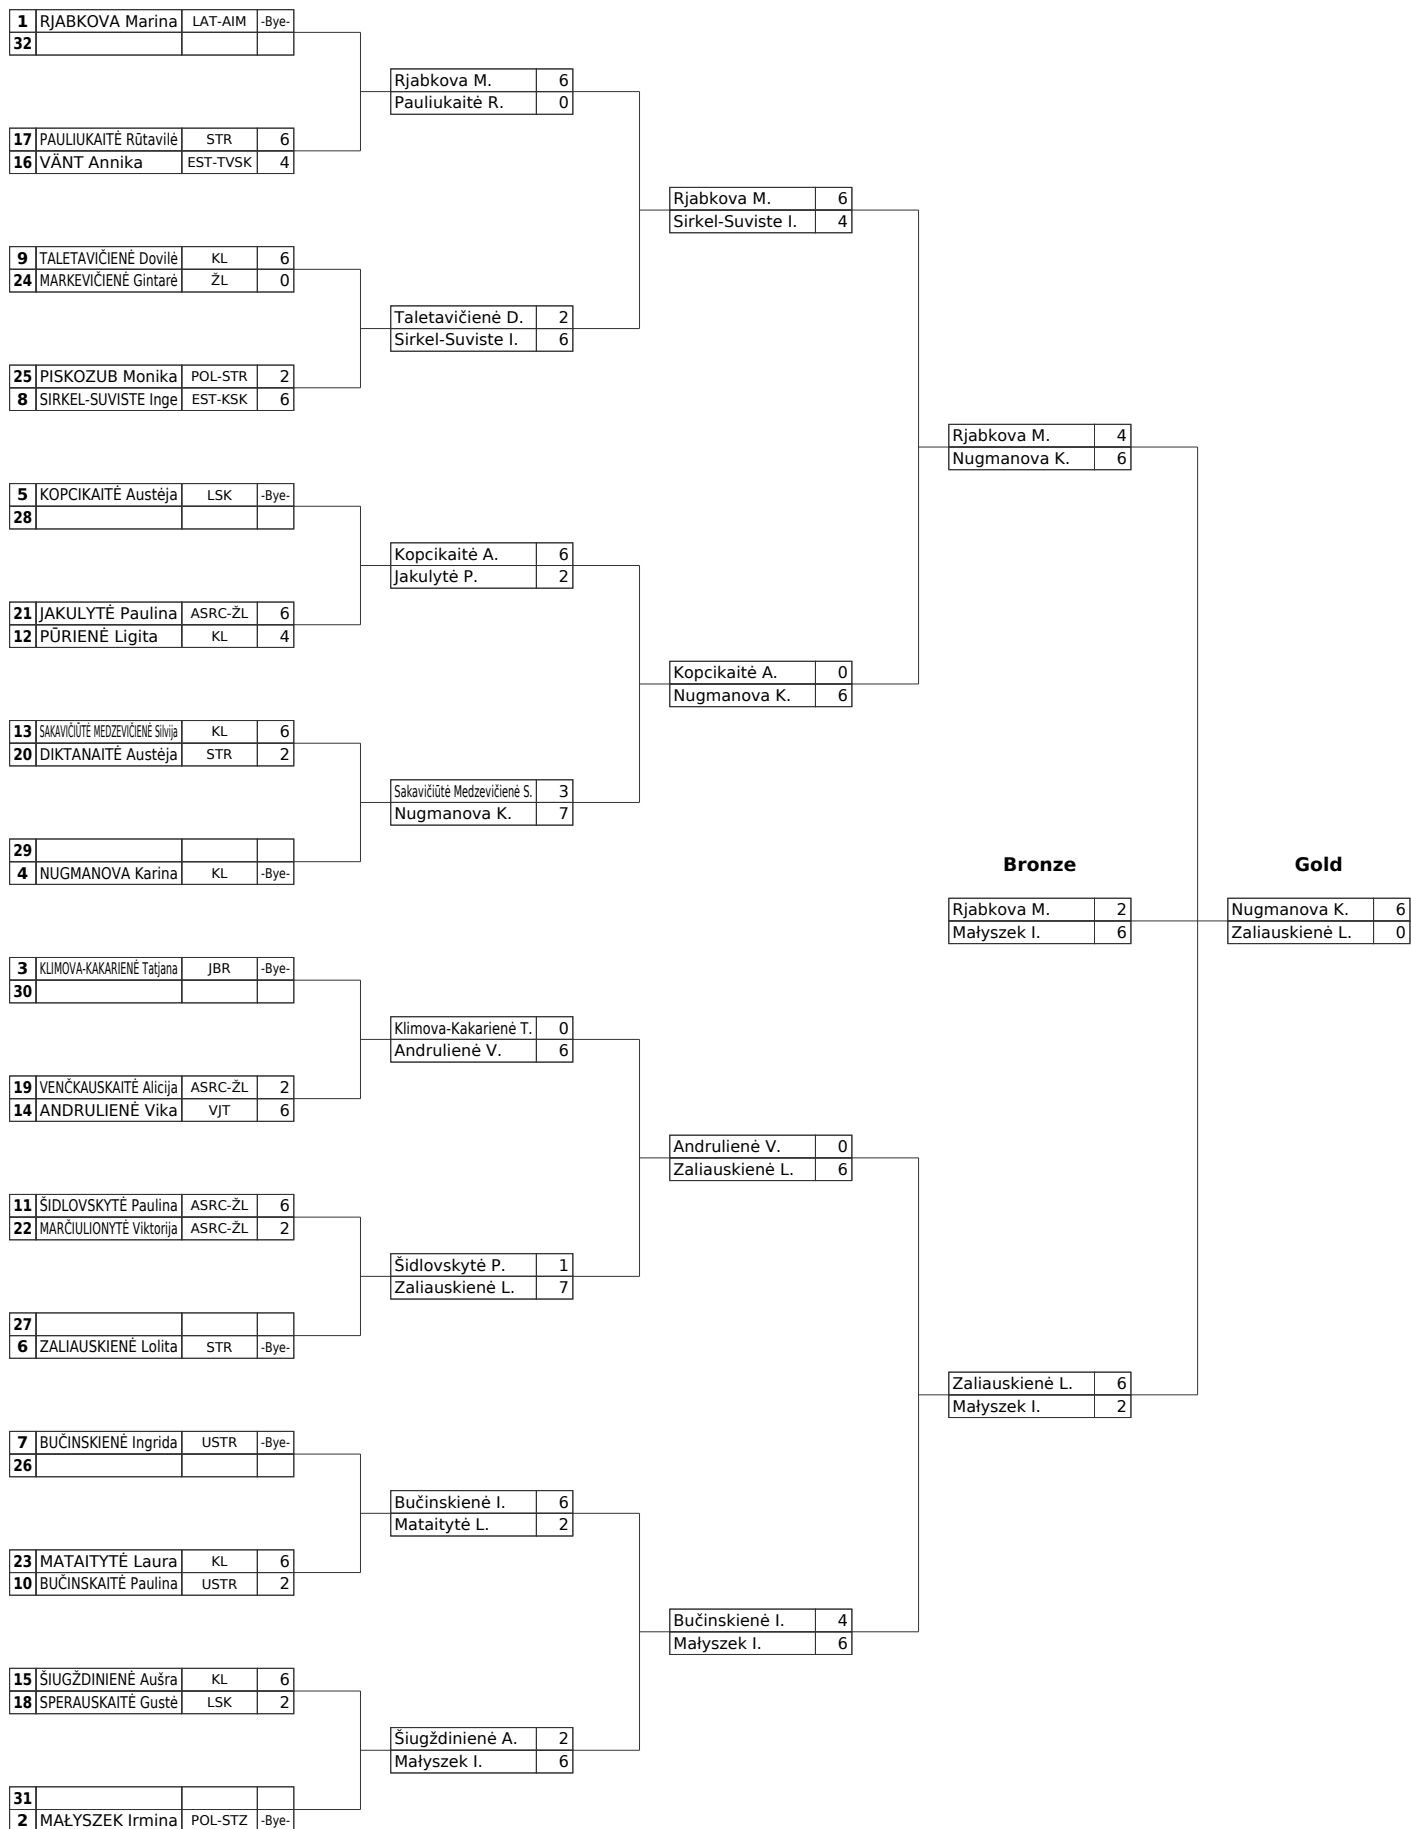 1 RJABKOVA Marina LAT-AIM -Bye-
32
Rjabkova M. 6
Pauliukaitė R. 0
17 PAULIUKAITĖ Rūtavilė STR 6
16 VÄNT Annika EST-TVSK 4
Rjabkova M. 6
Sirkel-Suviste I. 4
9 TALETAVIČIENĖ Dovilė KL 6
24 MARKEVIČIENĖ Gintarė ŽL 0
Taletavičienė D. 2
Sirkel-Suviste I. 6
25 PISKOZUB Monika POL-STR 2
8 SIRKEL-SUVISTE Inge EST-KSK 6
Rjabkova M. 4
Nugmanova K. 6
5 KOPCIKAITĖ Austėja LSK -Bye-
28
Kopcikaitė A. 6
Jakulytė P. 2
21 JAKULYTĖ Paulina ASRC-ŽL 6
12 PŪRIENĖ Ligita KL 4
Kopcikaitė A. 0
Nugmanova K. 6
13 SAKAVIČIŪTĖ MEDZEVIČIENĖ Silvija KL 6
20 DIKTANAITĖ Austėja STR 2
Sakavičiūtė Medzevičienė S. 3
Nugmanova K. 7
29
4 NUGMANOVA Karina KL -Bye-
Bronze Gold
Rjabkova M. 2 Nugmanova K. 6
Małyszek I. 6 Zaliauskienė L. 0
3 KLIMOVA-KAKARIENĖ Tatjana JBR -Bye-
30
Klimova-Kakarienė T. 0
Andrulienė V. 6
19 VENČKAUSKAITĖ Alicija ASRC-ŽL 2
14 ANDRULIENĖ Vika VJT 6
Andrulienė V. 0
Zaliauskienė L. 6
11 ŠIDLOVSKYTĖ Paulina ASRC-ŽL 6
22 MARČIULIONYTĖ Viktorija ASRC-ŽL 2
Šidlovskytė P. 1
Zaliauskienė L. 7
27
6 ZALIAUSKIENĖ Lolita STR -Bye-
Zaliauskienė L. 6
Małyszek I. 2
7 BUČINSKIENĖ Ingrida USTR -Bye-
26
Bučinskienė I. 6
Mataitytė L. 2
23 MATAITYTĖ Laura KL 6
10 BUČINSKAITĖ Paulina USTR 2
Bučinskienė I. 4
Małyszek I. 6
15 ŠIUGŽDINIENĖ Aušra KL 6
18 SPERAUSKAITĖ Gustė LSK 2
Šiugždinienė A. 2
Małyszek I. 6
31
2 MAŁYSZEK Irmina POL-STZ -Bye-